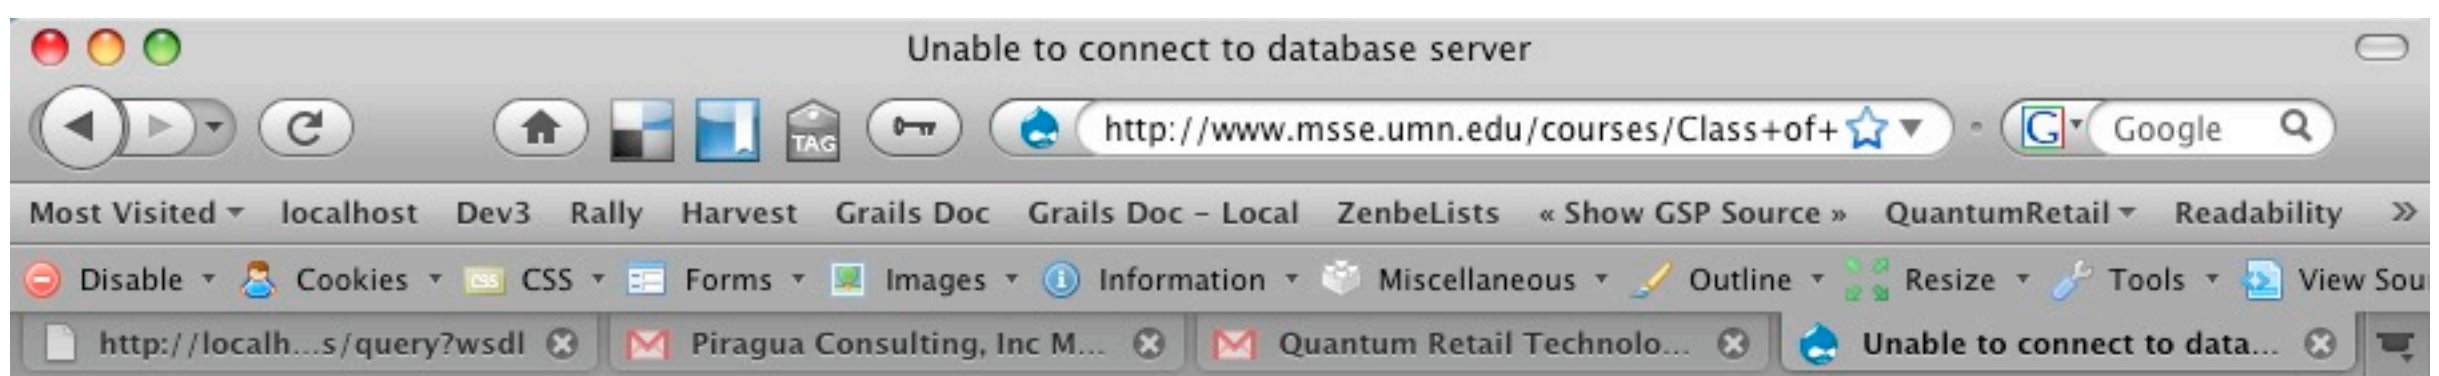 Unable to connect to database server
TAG http://www.msse.umn.edu/courses/Class+of+ G Google
Most Visited localhost Dev3 Rally Harvest Grails Doc Grails Doc – Local ZenbeLists « Show GSP Source » QuantumRetail Readability »
Disable Cookies CSS CSS Forms Images Information Miscellaneous Outline Resize Tools View Sou
http://localh...s/query?wsdl Piragua Consulting, Inc M... Quantum Retail Technolo... Unable to connect to data...